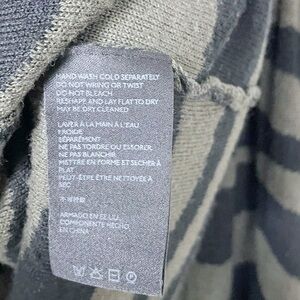 HAND WASH COLD SEPARATELY
DO NOT WRING OR TWIST
DO NOT BLEACH
RESHAPE AND LAY FLAT TO DRY
MAY BE DRY CLEANED
LAVER À LA MAIN À L'EAU
FROIDE
SÉPARÉMENT
NE PAS TORDRE OU ESSORER
NE PAS BLANCHIR
METTRE EN FORME ET SÉCHER À
PLAT
PEUT-ÊTRE ÊTRE NETTOYÉ À
SEC
ARMADO EN EE.UU.
COMPONENTE HECHO
EN CHINA